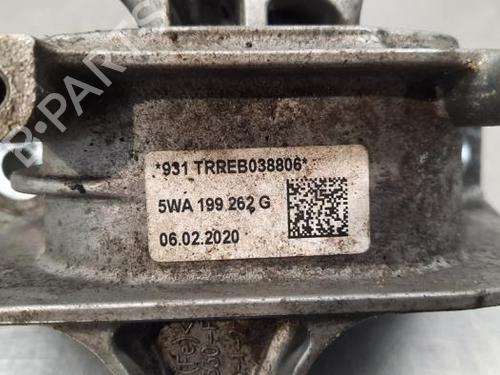 B-PARTS
*931 TRREB038806*
5WA 199 262 G
06.02.2020